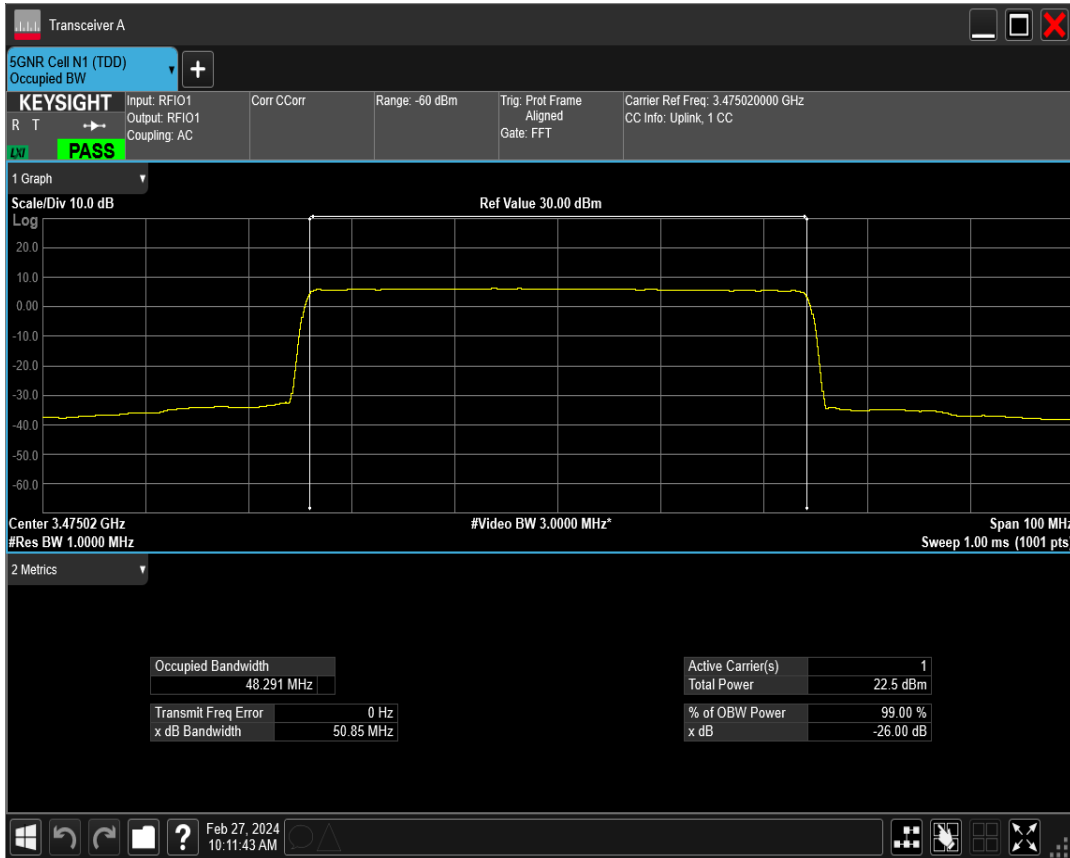 Transceiver A
5GNR Cell N1 (TDD)
Occupied BW
+
KEYSIGHT
R T
LXI
PASS
Input: RFIO1
Output: RFIO1
Coupling: AC
Corr CCorr
Range: -60 dBm
Trig: Prot Frame
Aligned
Gate: FFT
Carrier Ref Freq: 3.475020000 GHz
CC Info: Uplink, 1 CC
1 Graph
Scale/Div 10.0 dB
Ref Value 30.00 dBm
Log
20.0
10.0
0.00
-10.0
-20.0
-30.0
-40.0
-50.0
-60.0
Center 3.47502 GHz
#Video BW 3.0000 MHz*
Span 100 MHz
#Res BW 1.0000 MHz
Sweep 1.00 ms (1001 pts)
2 Metrics
Occupied Bandwidth
48.291 MHz
Transmit Freq Error 0 Hz
x dB Bandwidth 50.85 MHz
Active Carrier(s) 1
Total Power 22.5 dBm
% of OBW Power 99.00 %
x dB -26.00 dB
?
Feb 27, 2024
10:11:43 AM